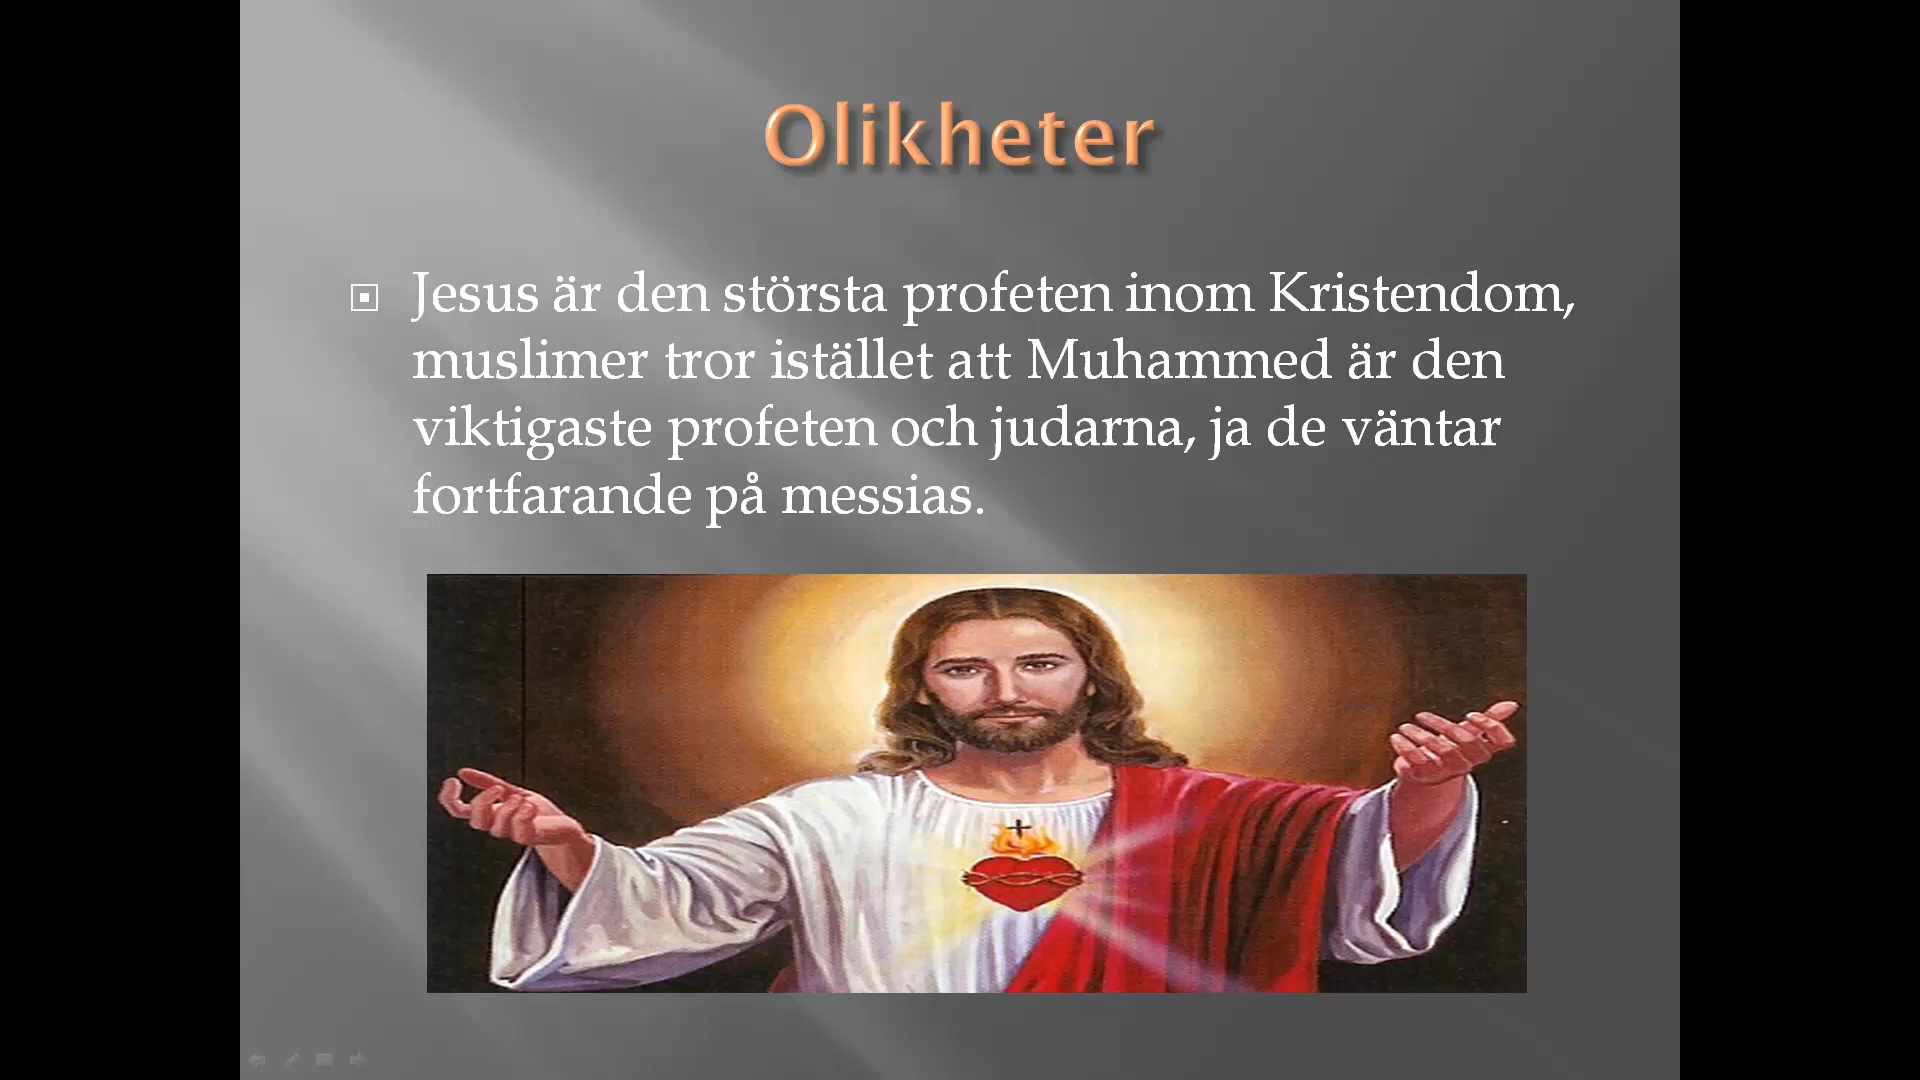 Olikheter
Jesus är den största profeten inom Kristendom,
muslimer tror istället att Muhammed är den
viktigaste profeten och judarna, ja de väntar
fortfarande på messias.